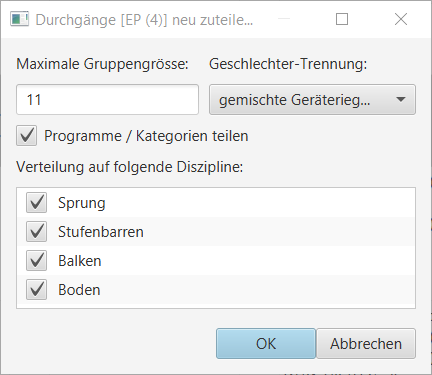 Durchgänge [EP (4)] neu zuteile...
Maximale Gruppengrösse: Geschlechter-Trennung:
11 gemischte Geräterieg...
Programme / Kategorien teilen
Verteilung auf folgende Diszipline:
Sprung
Stufenbarren
Balken
Boden
OK Abbrechen